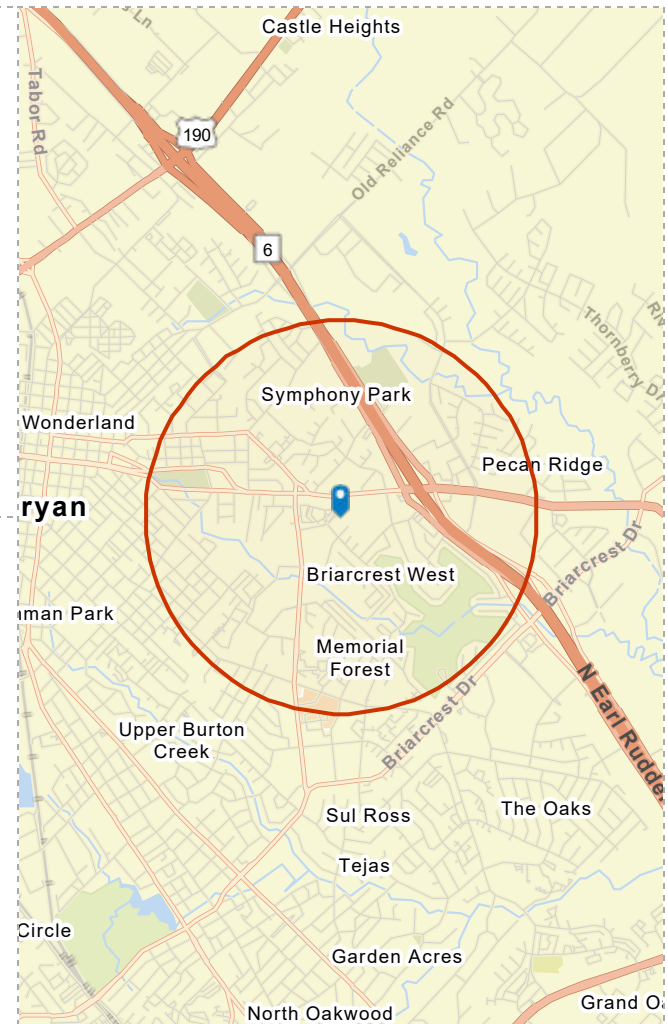 s Ln
Castle Heights
Tabor Rd
190
Old Reliance Rd
6
Thornberry Dr
Riv
Symphony Park
Wonderland
Pecan Ridge
ryan
Briarcrest Dr
Briarcrest West
man Park
Memorial
Forest
N Earl Rudder
Briarcrest Dr
Upper Burton
Creek
Sul Ross
The Oaks
Tejas
Circle
Garden Acres
Grand O
North Oakwood